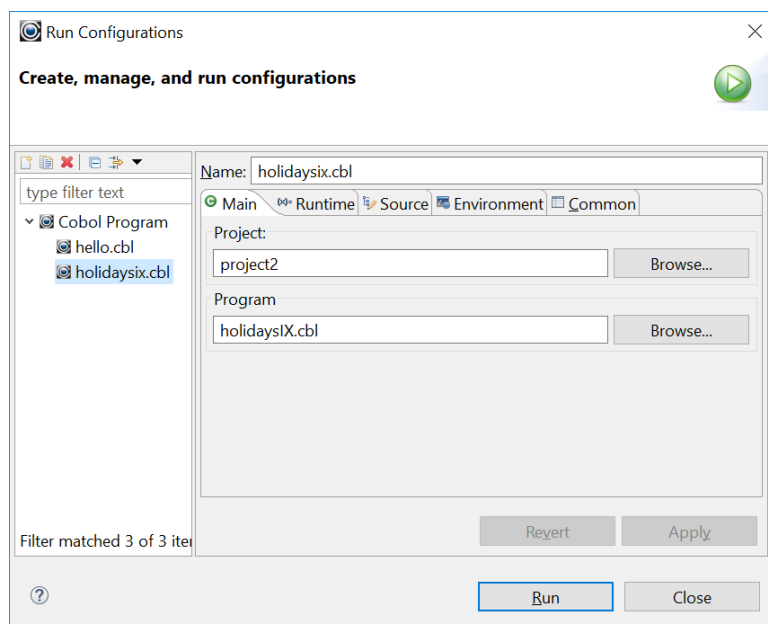 Run Configurations
Create, manage, and run configurations
type filter text
Cobol Program
hello.cbl
holidaysix.cbl
Filter matched 3 of 3 iter
Name: holidaysix.cbl
Main Runtime Source Environment Common
Project:
project2 Browse...
Program
holidaysIX.cbl Browse...
Revert Apply
? Run Close